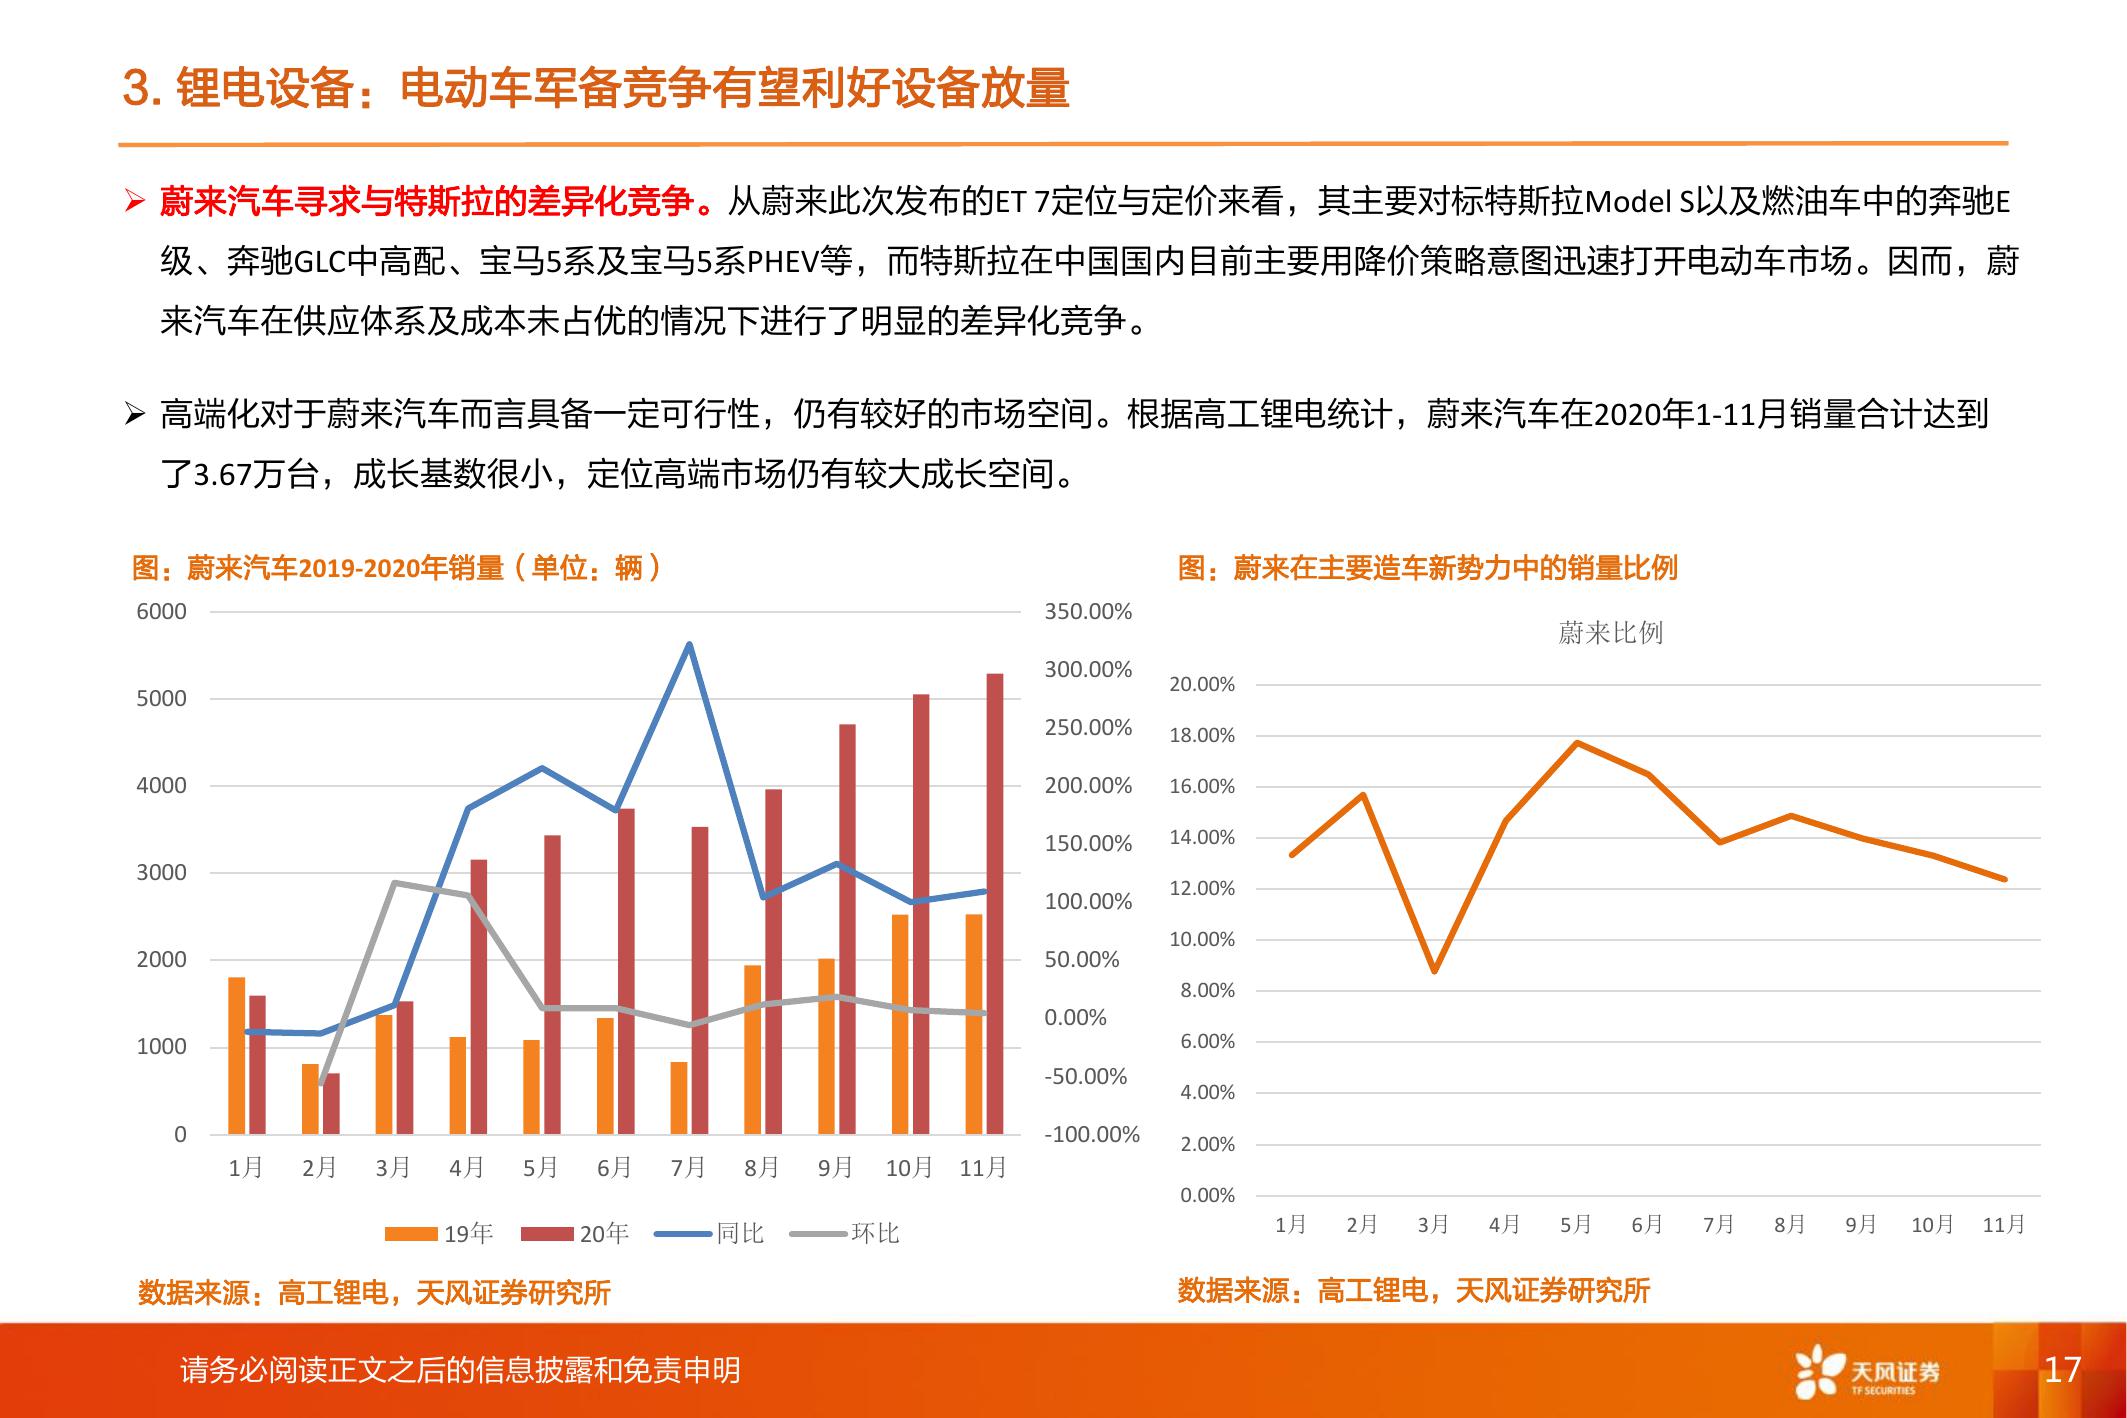 3. 锂电设备：电动车军备竞争有望利好设备放量
➢ 蔚来汽车寻求与特斯拉的差异化竞争。从蔚来此次发布的ET 7定位与定价来看，其主要对标特斯拉Model S以及燃油车中的奔驰E
级、奔驰GLC中高配、宝马5系及宝马5系PHEV等，而特斯拉在中国国内目前主要用降价策略意图迅速打开电动车市场。因而，蔚
来汽车在供应体系及成本未占优的情况下进行了明显的差异化竞争。
➢ 高端化对于蔚来汽车而言具备一定可行性，仍有较好的市场空间。根据高工锂电统计，蔚来汽车在2020年1-11月销量合计达到
了3.67万台，成长基数很小，定位高端市场仍有较大成长空间。
图：蔚来汽车2019-2020年销量（单位：辆）
6000
5000
4000
3000
2000
1000
0
350.00%
300.00%
250.00%
200.00%
150.00%
100.00%
50.00%
0.00%
-50.00%
-100.00%
1月 2月 3月 4月 5月 6月 7月 8月 9月 10月 11月
19年 20年 同比 环比
数据来源：高工锂电，天风证券研究所
图：蔚来在主要造车新势力中的销量比例
蔚来比例
20.00%
18.00%
16.00%
14.00%
12.00%
10.00%
8.00%
6.00%
4.00%
2.00%
0.00%
1月 2月 3月 4月 5月 6月 7月 8月 9月 10月 11月
数据来源：高工锂电，天风证券研究所
请务必阅读正文之后的信息披露和免责申明
天风证券
TF SECURITIES
17